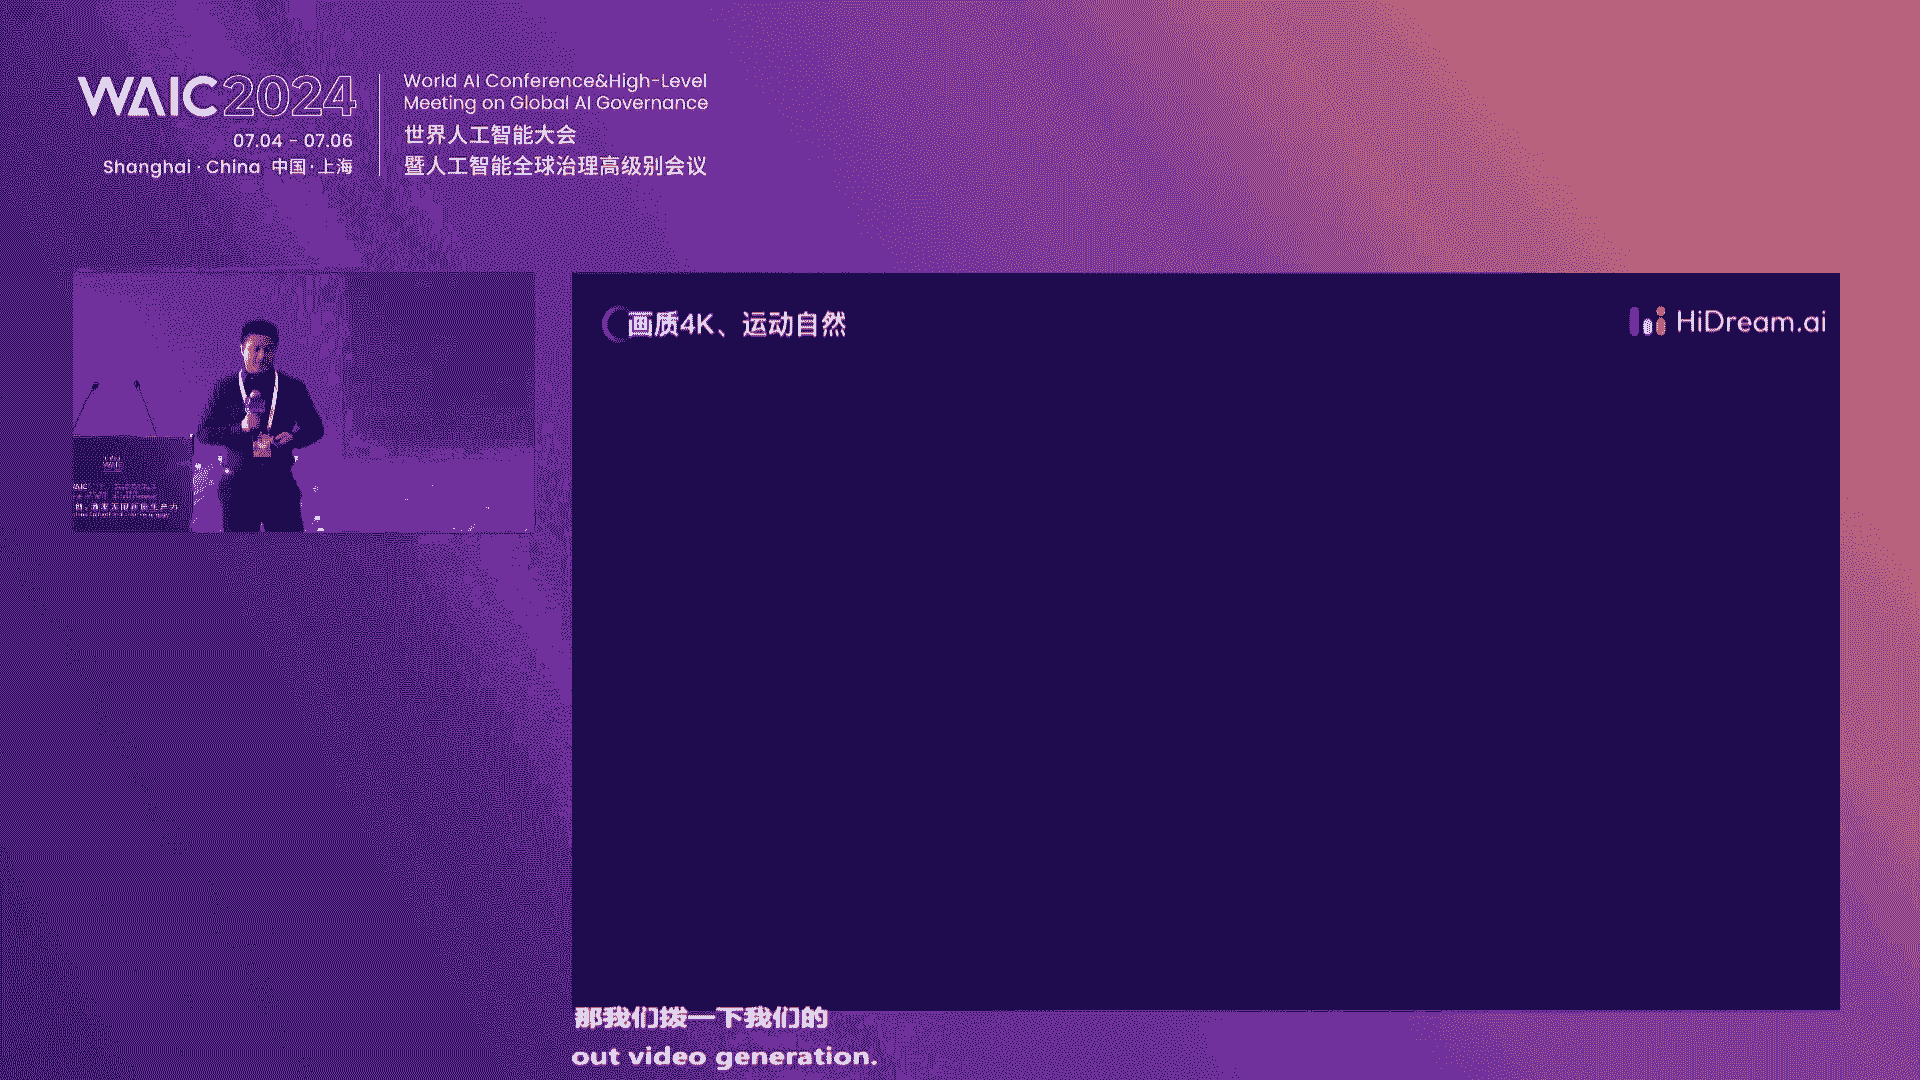 WAIC2024
07.04 - 07.06
Shanghai · China 中国·上海
World AI Conference&High-Level
Meeting on Global AI Governance
世界人工智能大会
暨人工智能全球治理高级别会议
画质4K、运动自然
HiDream.ai
那我们拨一下我们的
out video generation.